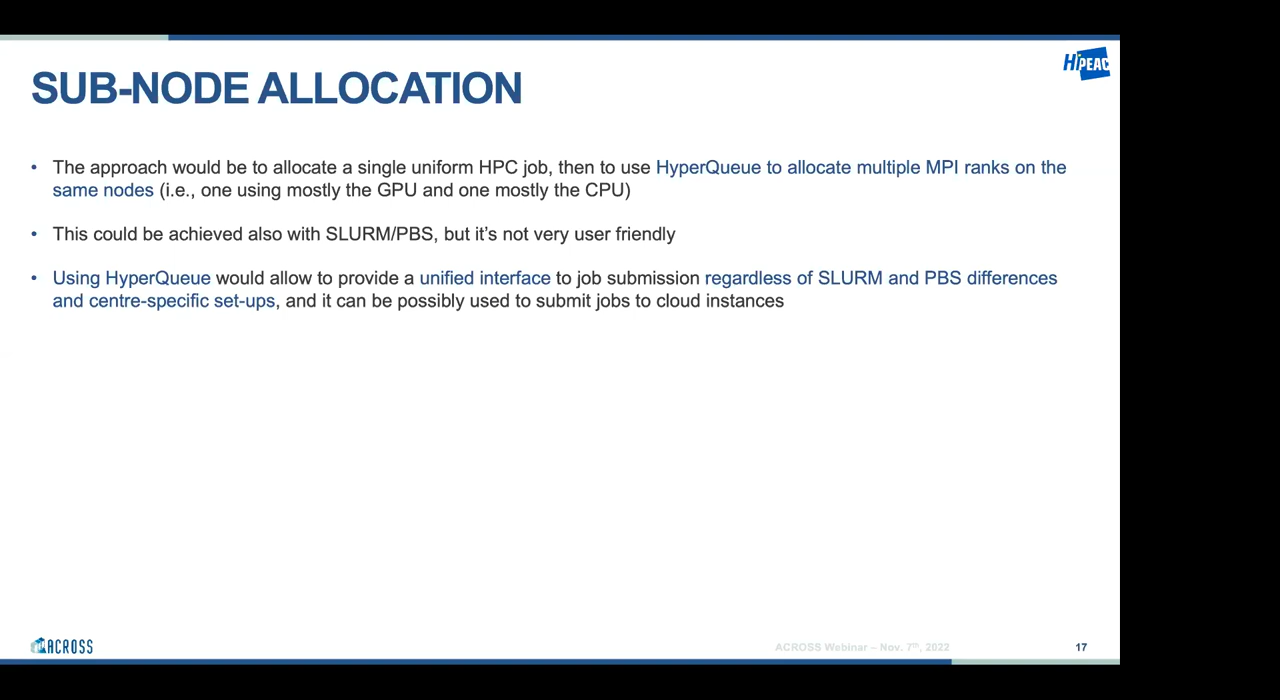 HiPEAC
SUB-NODE ALLOCATION
• The approach would be to allocate a single uniform HPC job, then to use HyperQueue to allocate multiple MPI ranks on the
same nodes (i.e., one using mostly the GPU and one mostly the CPU)
• This could be achieved also with SLURM/PBS, but it’s not very user friendly
• Using HyperQueue would allow to provide a unified interface to job submission regardless of SLURM and PBS differences
and centre-specific set-ups, and it can be possibly used to submit jobs to cloud instances
ACROSS
ACROSS Webinar – Nov. 7th, 2022
17